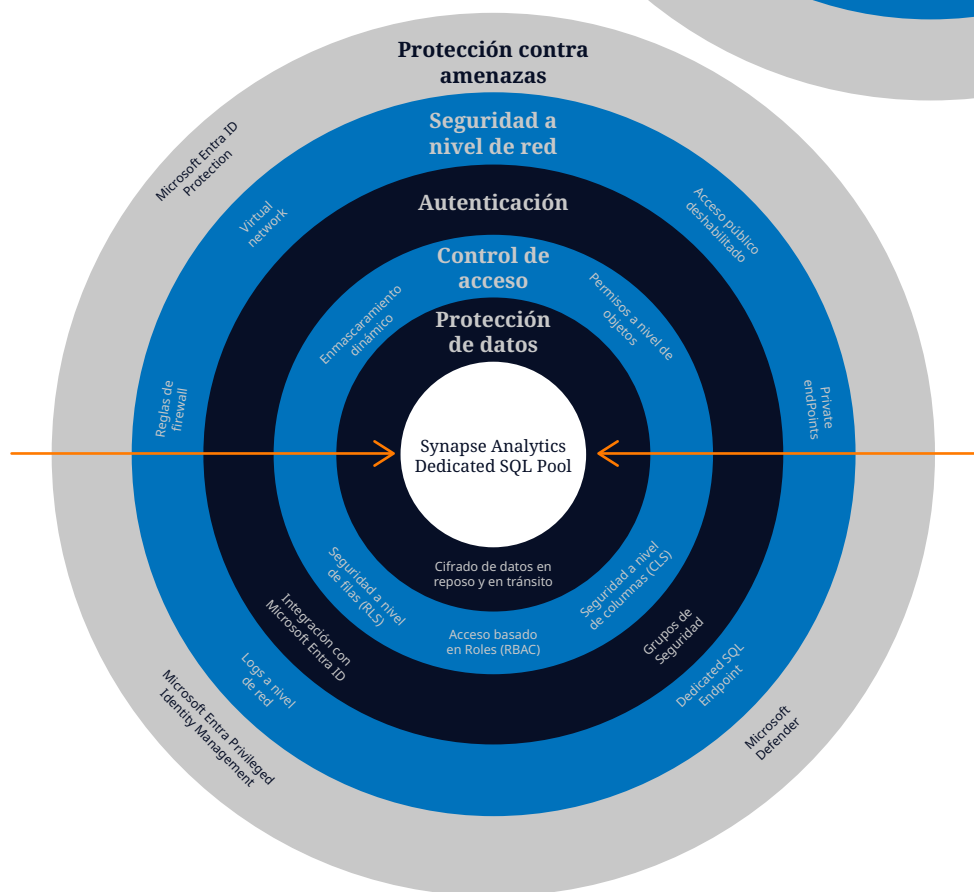 Protección contra
amenazas
Seguridad a
nivel de red
Microsoft Entra ID
Protection
Virtual
network
Autenticación
Acceso público
deshabilitado
Control de
acceso
Enmascaramiento
dinámico
Permisos a nivel de
objetos
Protección
de datos
Reglas de
firewall
Private
endPoints
Synapse Analytics
Dedicated SQL Pool
Cifrado de datos en
reposo y en tránsito
Seguridad a nivel
de filas (RLS)
Seguridad a nivel
de columnas (CLS)
Acceso basado
en Roles (RBAC)
Integración con
Microsoft Entra ID
Grupos de
Seguridad
Logs a nivel
de red
Dedicated SQL
Endpoint
Microsoft Entra Privileged
Identity Management
Microsoft
Defender